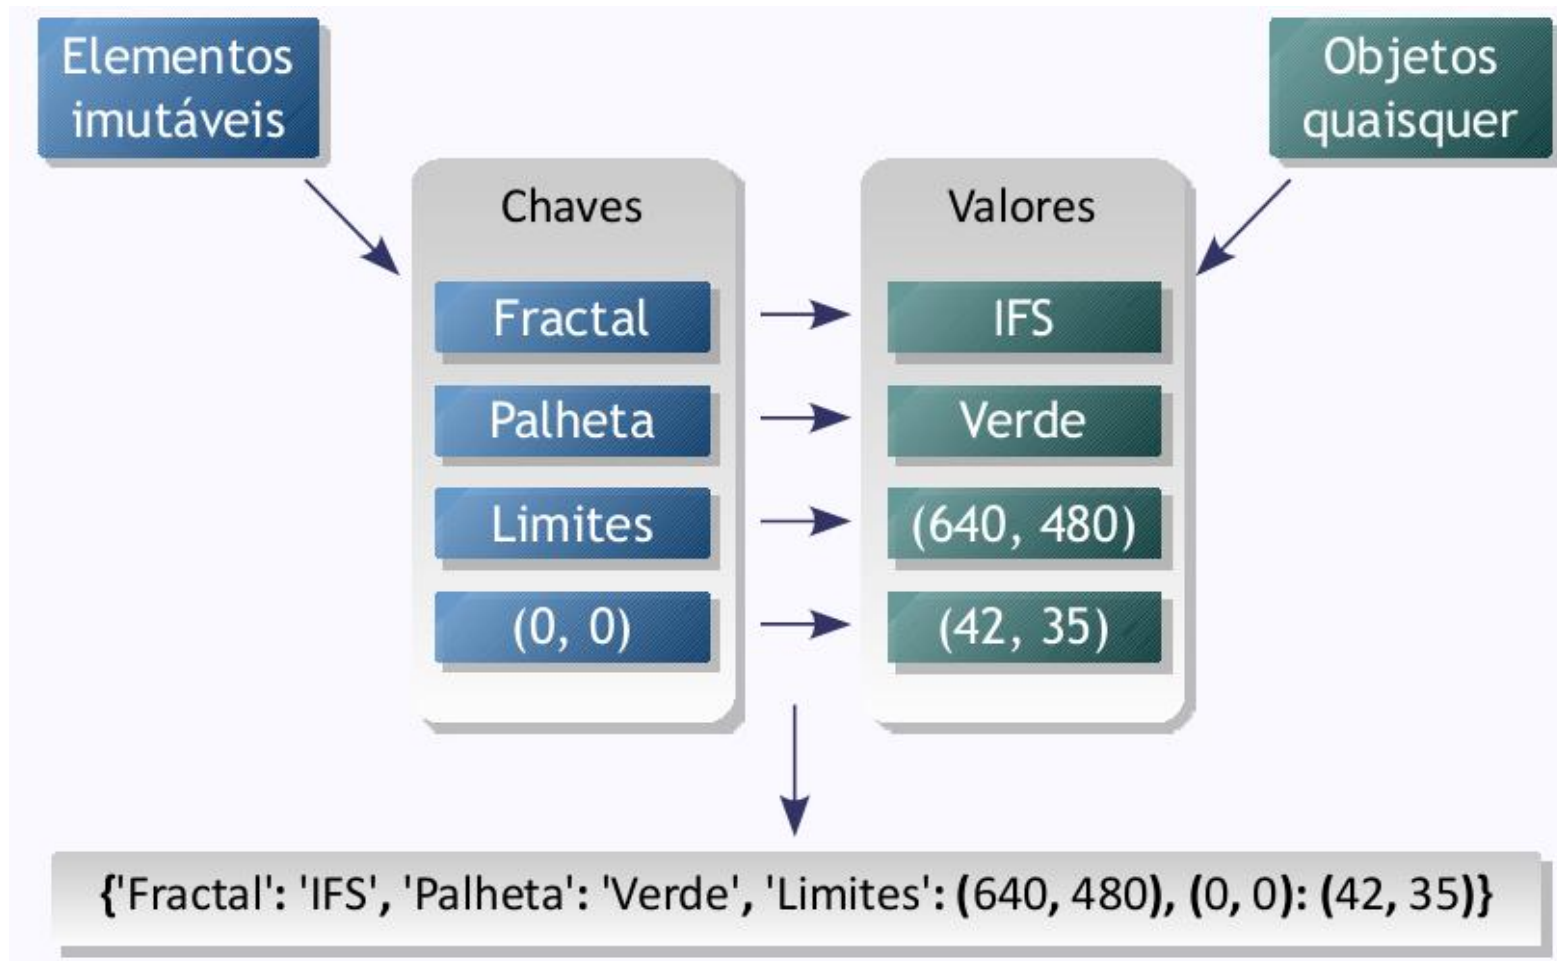 Elementos
imutáveis
Objetos
quaisquer
Chaves
Valores
Fractal
IFS
Palheta
Verde
Limites
(640, 480)
(0, 0)
(42, 35)
{'Fractal': 'IFS', 'Palheta': 'Verde', 'Limites': (640, 480), (0, 0): (42, 35)}